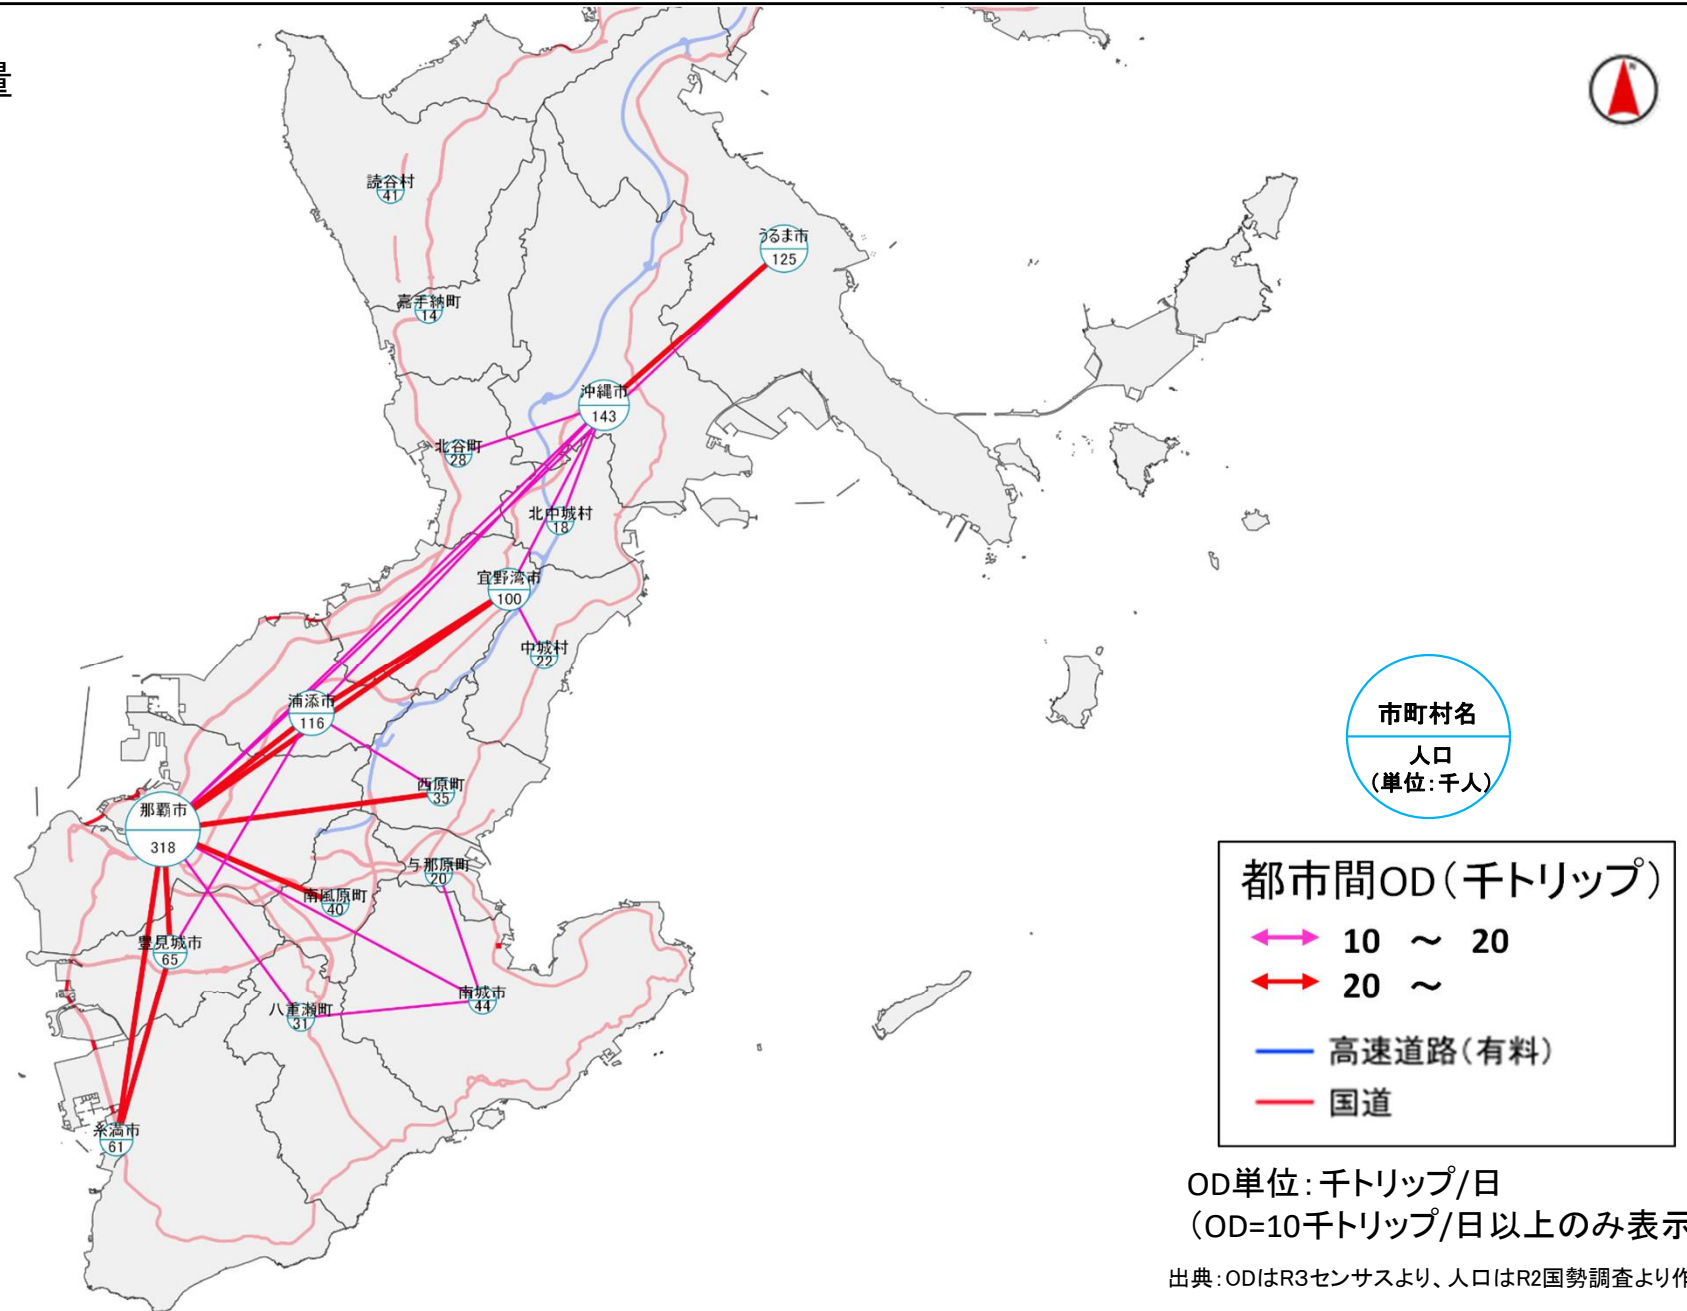 量
N
読谷村
41
うるま市
125
嘉手納町
14
沖縄市
143
北谷町
28
北中城村
18
宜野湾市
100
中城村
22
浦添市
116
西原町
35
那覇市
318
与那原町
20
南風原町
40
豊見城市
65
南城市
44
八重瀬町
31
糸満市
61
市町村名
人口
(単位:千人)
都市間OD(千トリップ)
10 ～ 20
20 ～
高速道路(有料)
国道
OD単位:千トリップ/日
(OD=10千トリップ/日以上のみ表示
出典:ODはR3センサスより、人口はR2国勢調査より作